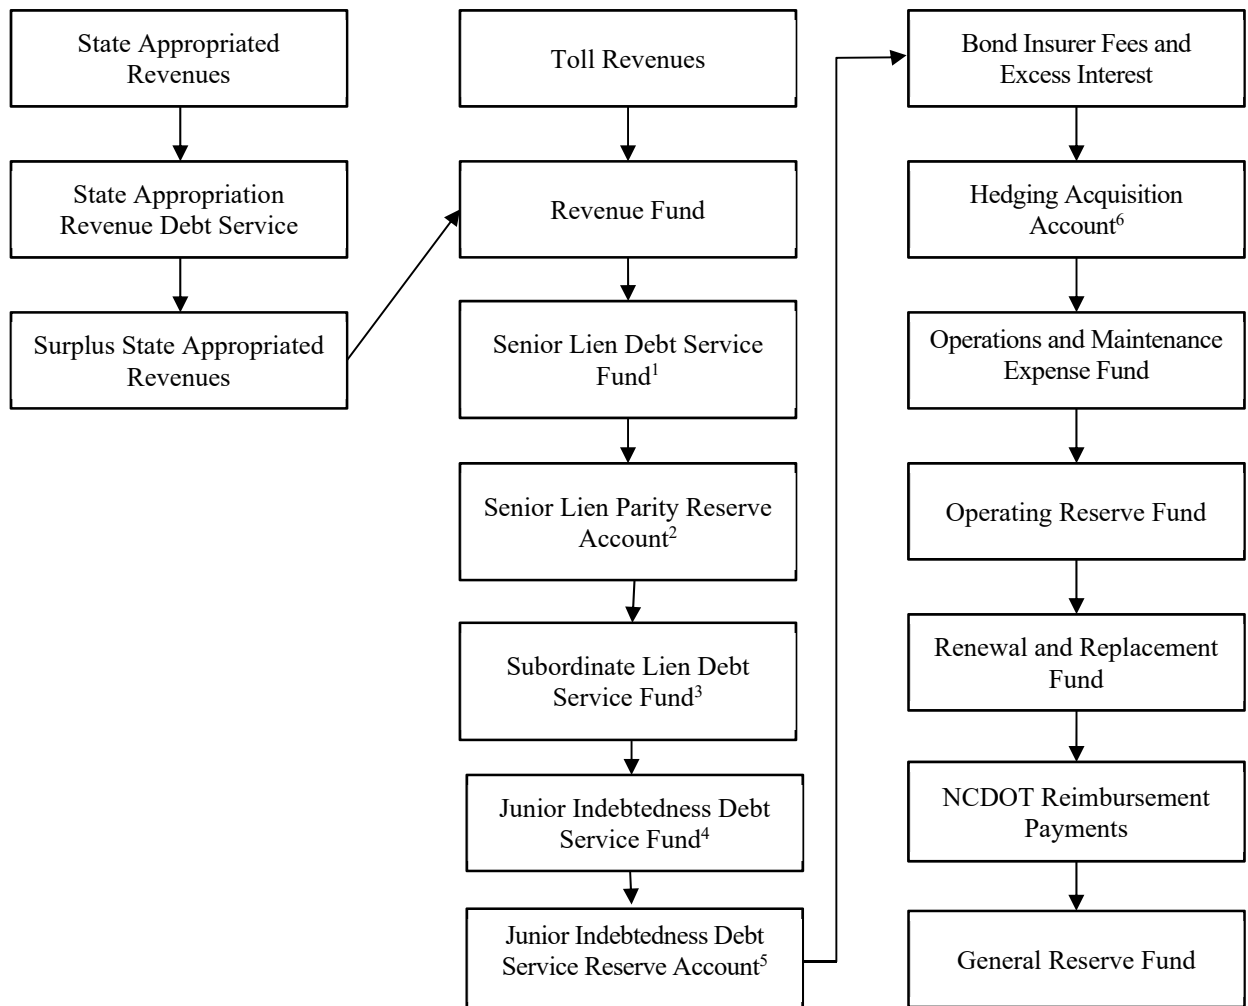 State Appropriated
Revenues
State Appropriation
Revenue Debt Service
Surplus State Appropriated
Revenues
Toll Revenues
Revenue Fund
Senior Lien Debt Service
Fund¹
Senior Lien Parity Reserve
Account²
Subordinate Lien Debt
Service Fund³
Junior Indebtedness Debt
Service Fund⁴
Junior Indebtedness Debt
Service Reserve Account⁵
Bond Insurer Fees and
Excess Interest
Hedging Acquisition
Account⁶
Operations and Maintenance
Expense Fund
Operating Reserve Fund
Renewal and Replacement
Fund
NCDOT Reimbursement
Payments
General Reserve Fund